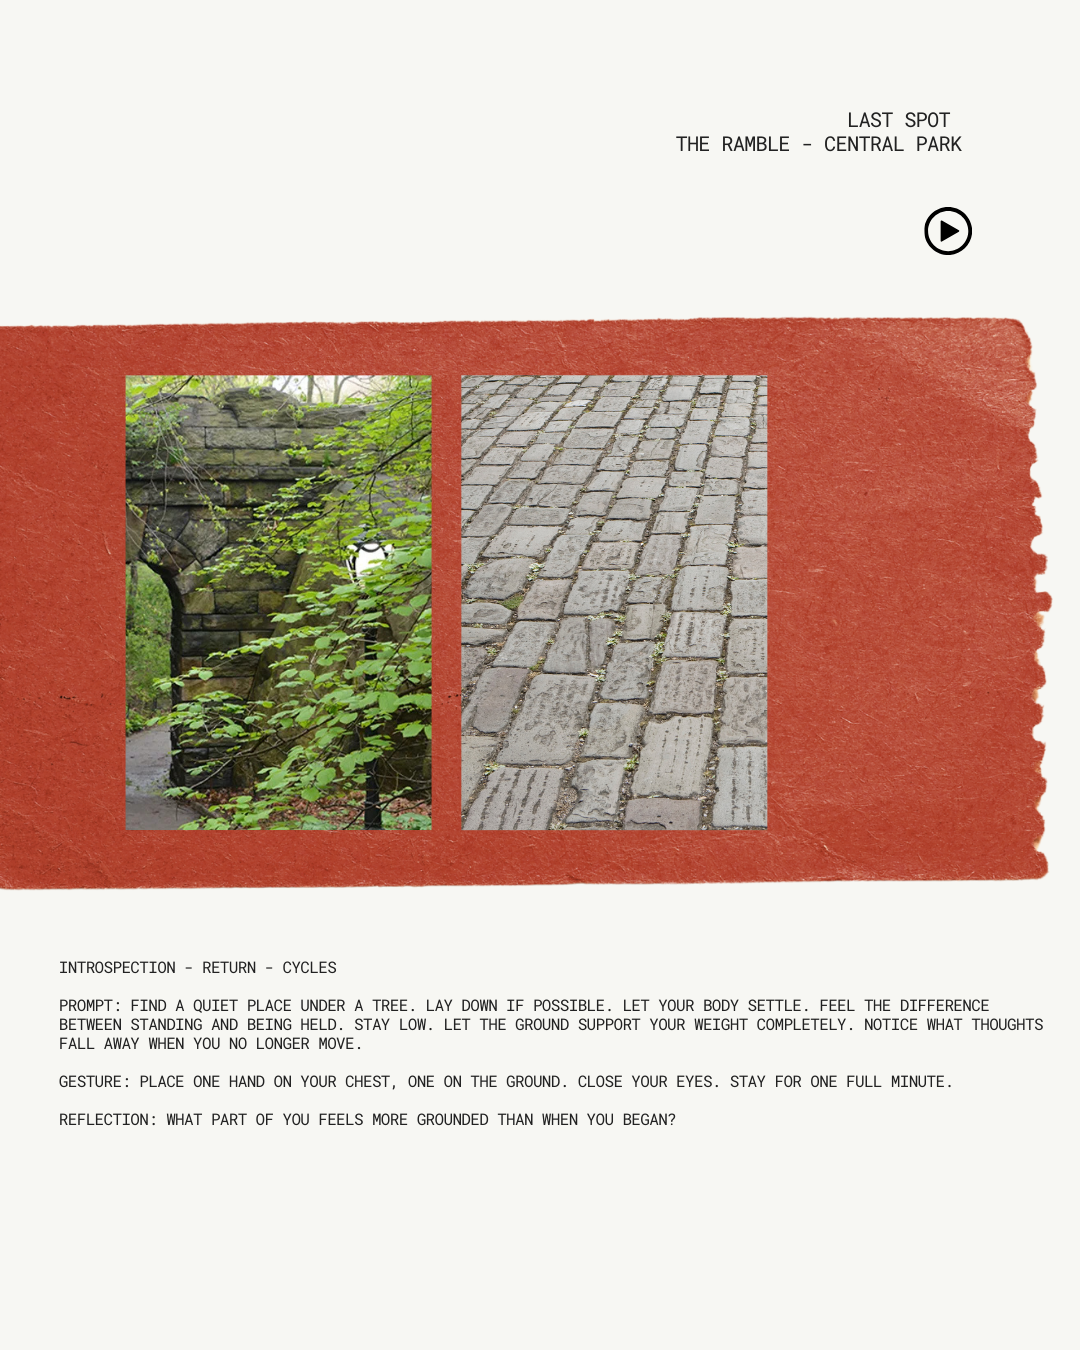 LAST SPOT
THE RAMBLE - CENTRAL PARK
INTROSPECTION - RETURN - CYCLES
PROMPT: FIND A QUIET PLACE UNDER A TREE. LAY DOWN IF POSSIBLE. LET YOUR BODY SETTLE. FEEL THE DIFFERENCE
BETWEEN STANDING AND BEING HELD. STAY LOW. LET THE GROUND SUPPORT YOUR WEIGHT COMPLETELY. NOTICE WHAT THOUGHTS
FALL AWAY WHEN YOU NO LONGER MOVE.
GESTURE: PLACE ONE HAND ON YOUR CHEST, ONE ON THE GROUND. CLOSE YOUR EYES. STAY FOR ONE FULL MINUTE.
REFLECTION: WHAT PART OF YOU FEELS MORE GROUNDED THAN WHEN YOU BEGAN?